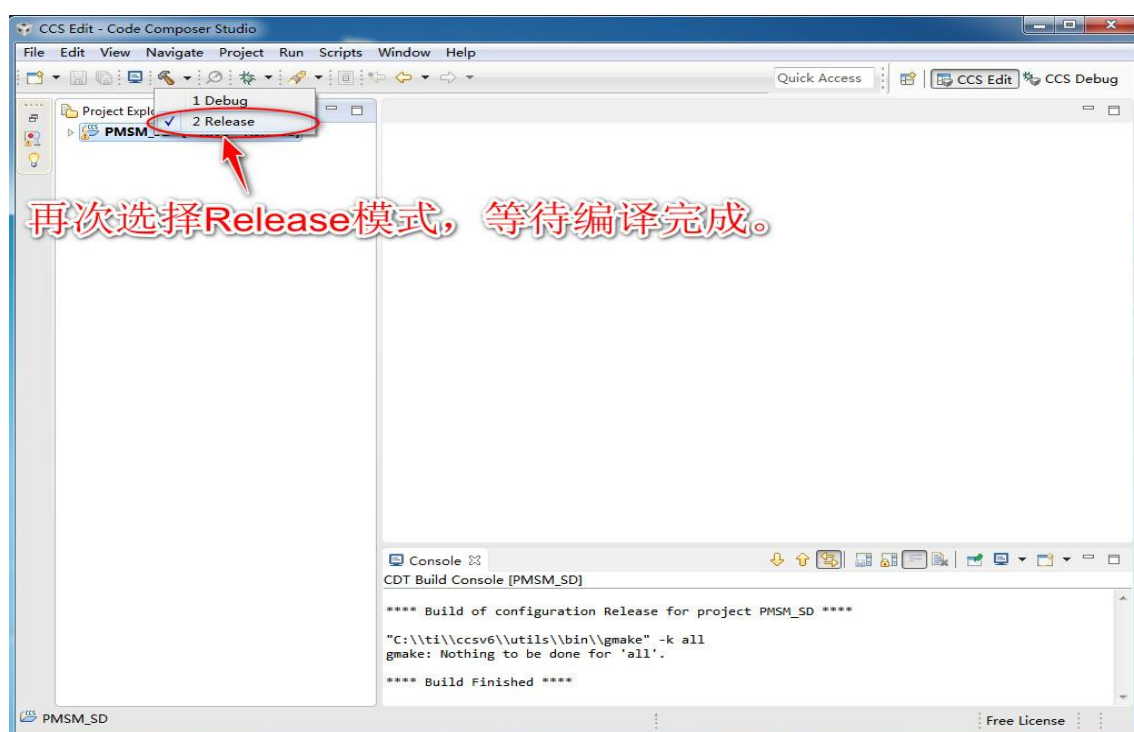 CCS Edit - Code Composer Studio
File Edit View Navigate Project Run Scripts Window Help
Quick Access
CCS Edit
CCS Debug
Project Explo
1 Debug
2 Release
PMSM_
再次选择Release模式，等待编译完成。
Console
CDT Build Console [PMSM_SD]
**** Build of configuration Release for project PMSM_SD ****
"C:\\ti\\ccsv6\\utils\\bin\\gmake" -k all
gmake: Nothing to be done for 'all'.
**** Build Finished ****
PMSM_SD
Free License